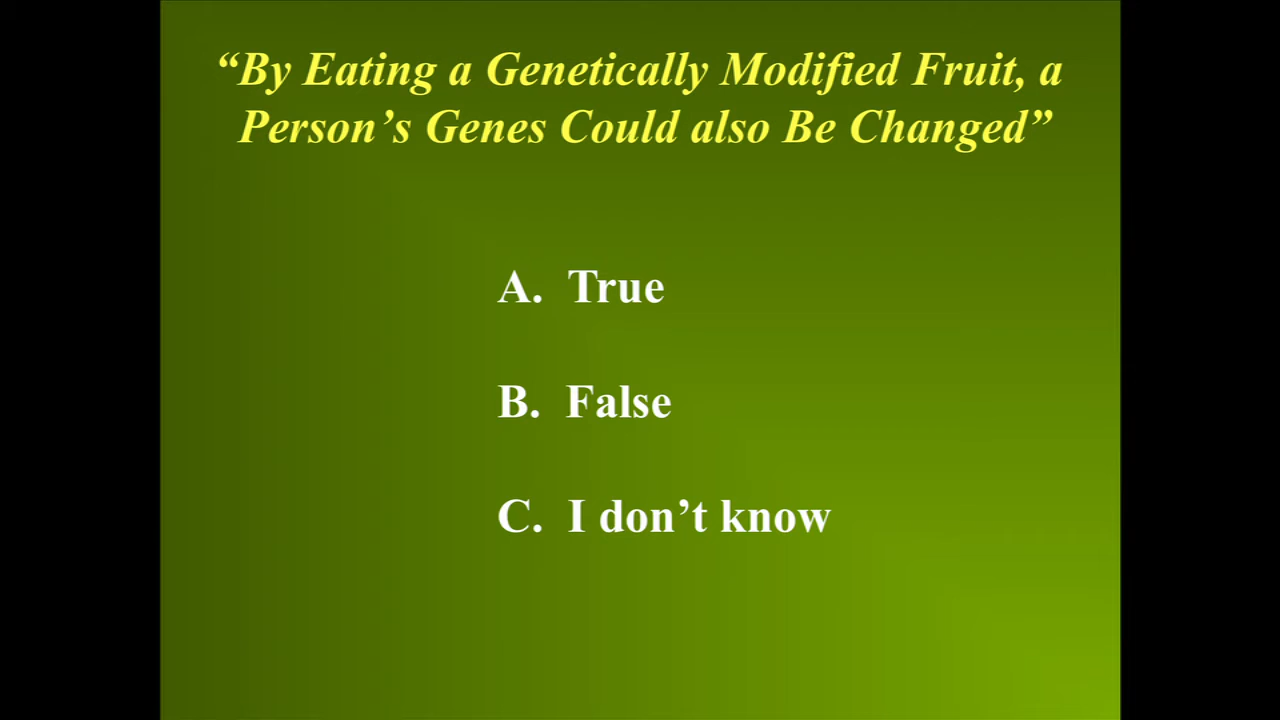 “By Eating a Genetically Modified Fruit, a
Person’s Genes Could also Be Changed”
A. True
B. False
C. I don’t know